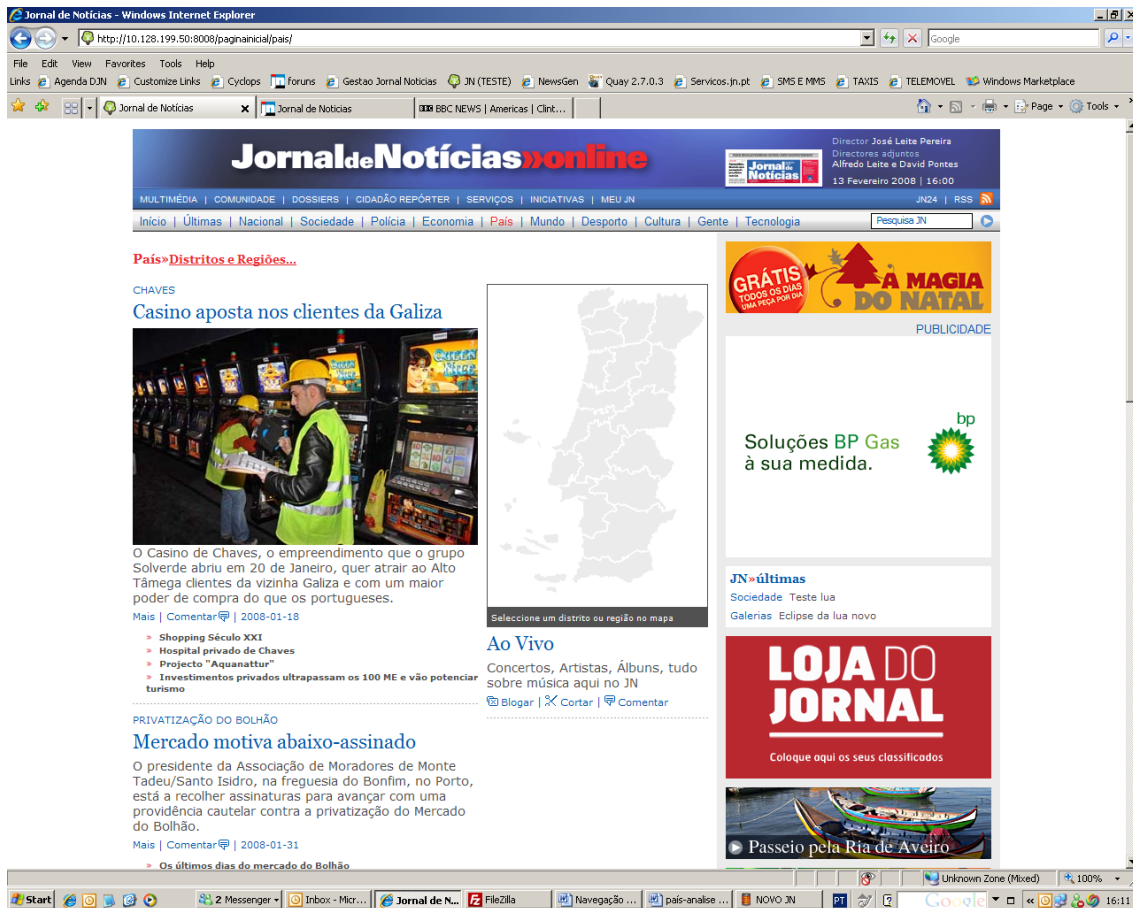 Jornal de Notícias - Windows Internet Explorer
http://10.128.199.50:8008/paginainicial/pais/
Google
File Edit View Favorites Tools Help
Links Agenda DJN Customize Links Cyclops foruns Gestao Jornal Noticias JN (TESTE) NewsGen Quay 2.7.0.3 Servicos.jn.pt SMS E MMS TAXIS TELEMOVEL Windows Marketplace
Jornal de Notícias Jornal de Noticias BBC NEWS | Americas | Clint... Page Tools
JornaldeNotícias»online
Jornal de Notícias
Director José Leite Pereira
Directores adjuntos
Alfredo Leite e David Pontes
13 Fevereiro 2008 | 16:00
MULTIMÉDIA | COMUNIDADE | DOSSIERS | CIDADÃO REPÓRTER | SERVIÇOS | INICIATIVAS | MEU JN JN24 | RSS
Início | Últimas | Nacional | Sociedade | Polícia | Economia | País | Mundo | Desporto | Cultura | Gente | Tecnologia Pesquisa JN
País»Distritos e Regiões...
CHAVES
Casino aposta nos clientes da Galiza
QUEEN
O Casino de Chaves, o empreendimento que o grupo
Solverde abriu em 20 de Janeiro, quer atrair ao Alto
Tâmega clientes da vizinha Galiza e com um maior
poder de compra do que os portugueses.
Mais | Comentar | 2008-01-18
» Shopping Século XXI
» Hospital privado de Chaves
» Projecto "Aquanattur"
» Investimentos privados ultrapassam os 100 ME e vão potenciar
turismo
PRIVATIZAÇÃO DO BOLHÃO
Mercado motiva abaixo-assinado
O presidente da Associação de Moradores de Monte
Tadeu/Santo Isidro, na freguesia do Bonfim, no Porto,
está a recolher assinaturas para avançar com uma
providência cautelar contra a privatização do Mercado
do Bolhão.
Mais | Comentar | 2008-01-31
» Os últimos dias do mercado do Bolhão
Seleccione um distrito ou região no mapa
Ao Vivo
Concertos, Artistas, Álbuns, tudo
sobre música aqui no JN
Blogar | Cortar | Comentar
GRÁTIS
TODOS OS DIAS
UMA PEÇA POR DIA
A MAGIA
DO NATAL
PUBLICIDADE
bp
Soluções BP Gas
à sua medida.
JN»últimas
Sociedade Teste lua
Galerias Eclipse da lua novo
LOJA DO
JORNAL
Coloque aqui os seus classificados
Passeio pela Ria de Aveiro
Unknown Zone (Mixed) 100%
Start 2 Messenger Inbox - Micr... Jornal de N... FileZilla Navegação ... país-analise ... NOVO JN PT Google 16:11